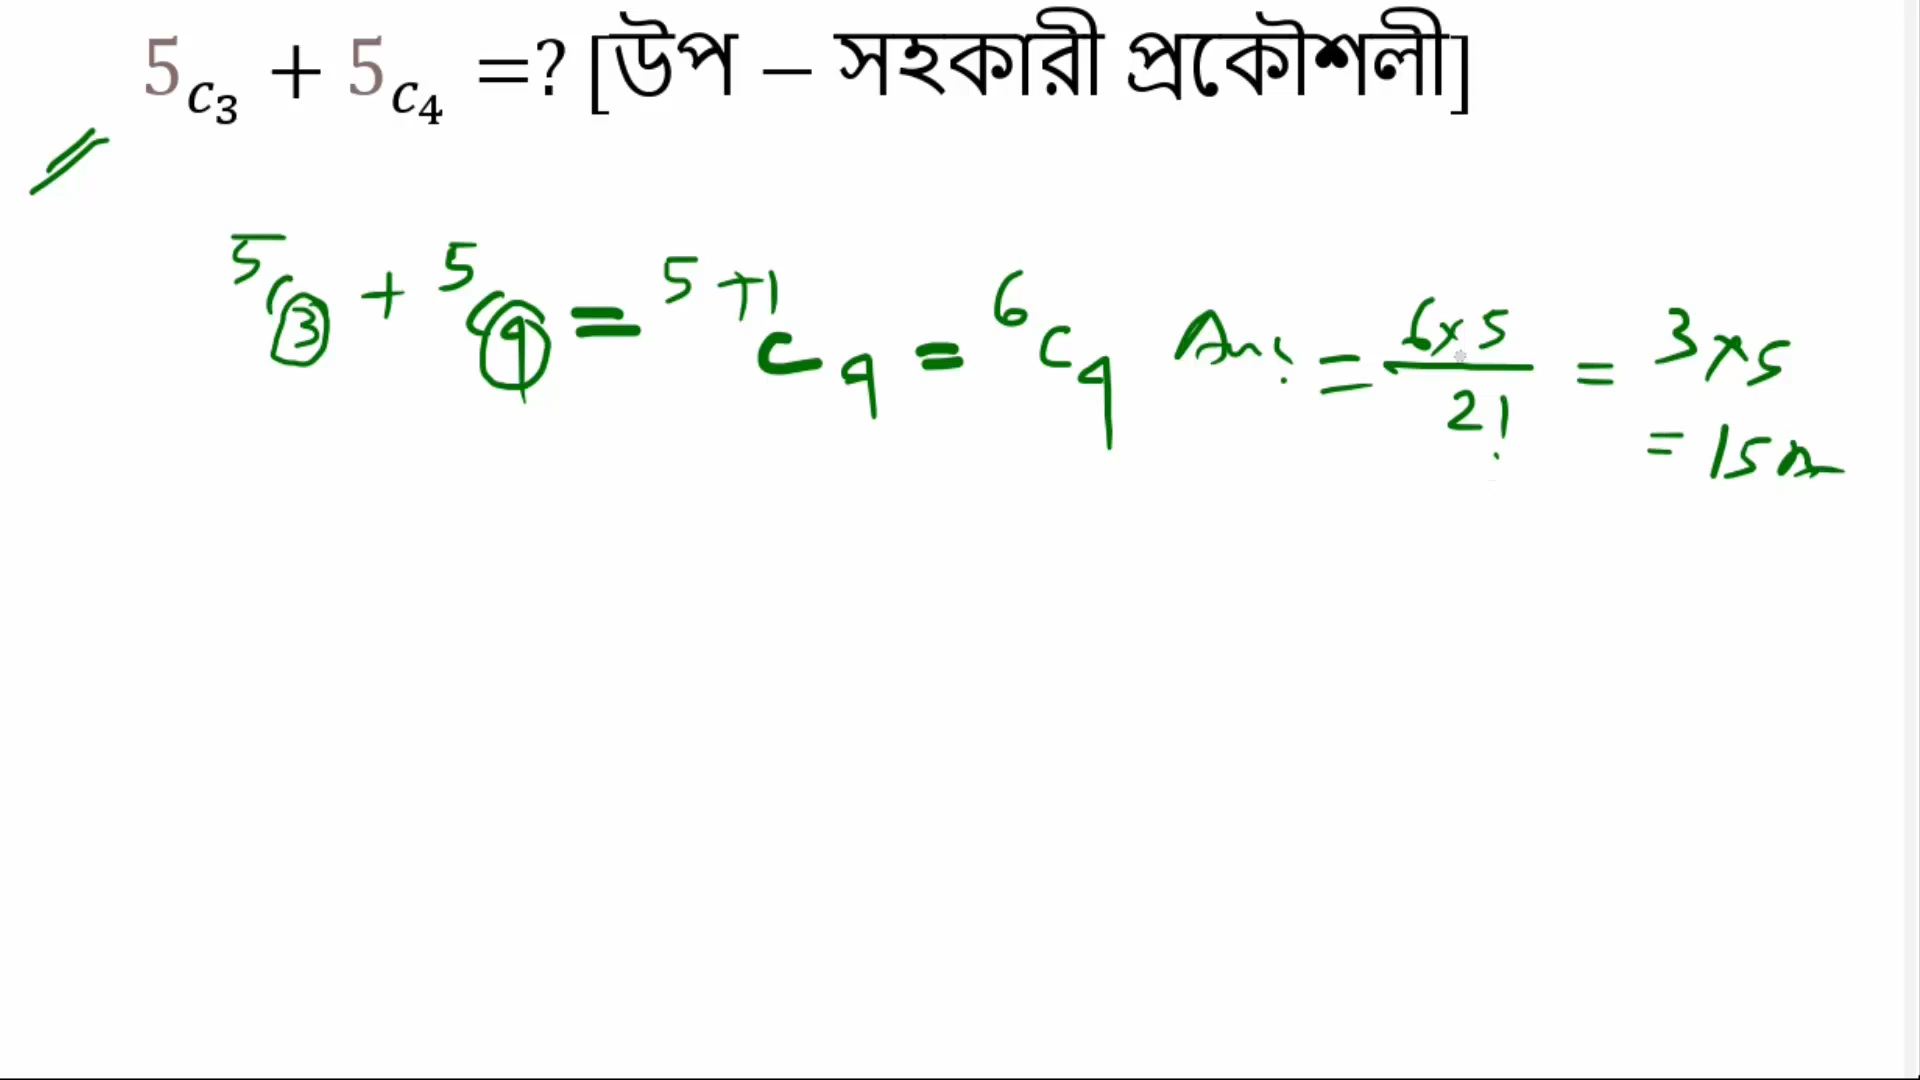 5c₃ + 5c₄ =? [উপ – সহকারী প্রকৌশলী]
⁵C₃ + ⁵C₄ = ⁵⁺¹C₄ = ⁶C₄ Ans: = 6×5/2! = 3×5
= 15